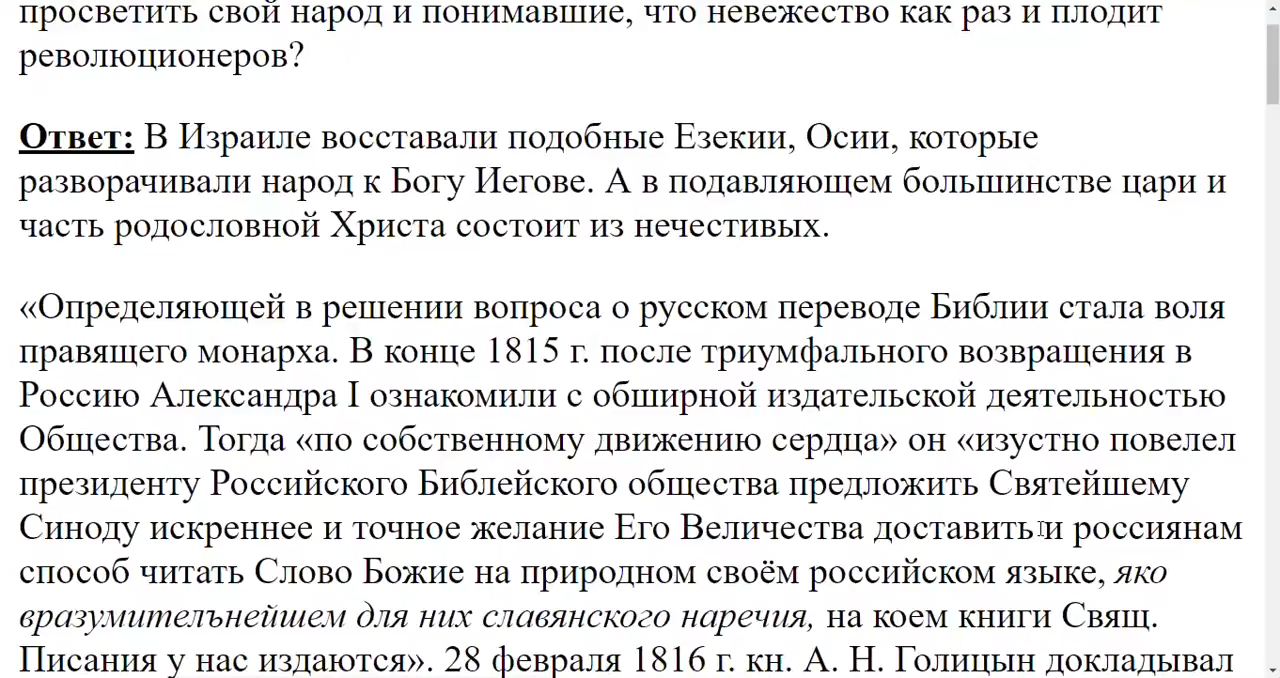 просветить свой народ и понимавшие, что невежество как раз и плодит
революционеров?
Ответ: В Израиле восставали подобные Езекии, Осии, которые
разворачивали народ к Богу Иегове. А в подавляющем большинстве цари и
часть родословной Христа состоит из нечестивых.
«Определяющей в решении вопроса о русском переводе Библии стала воля
правящего монарха. В конце 1815 г. после триумфального возвращения в
Россию Александра I ознакомили с обширной издательской деятельностью
Общества. Тогда «по собственному движению сердца» он «изустно повелел
президенту Российского Библейского общества предложить Святейшему
Синоду искреннее и точное желание Его Величества доставить и россиянам
способ читать Слово Божие на природном своём российском языке, яко
вразумительнейшем для них славянского наречия, на коем книги Свящ.
Писания у нас издаются». 28 февраля 1816 г. кн. А. Н. Голицын докладывал